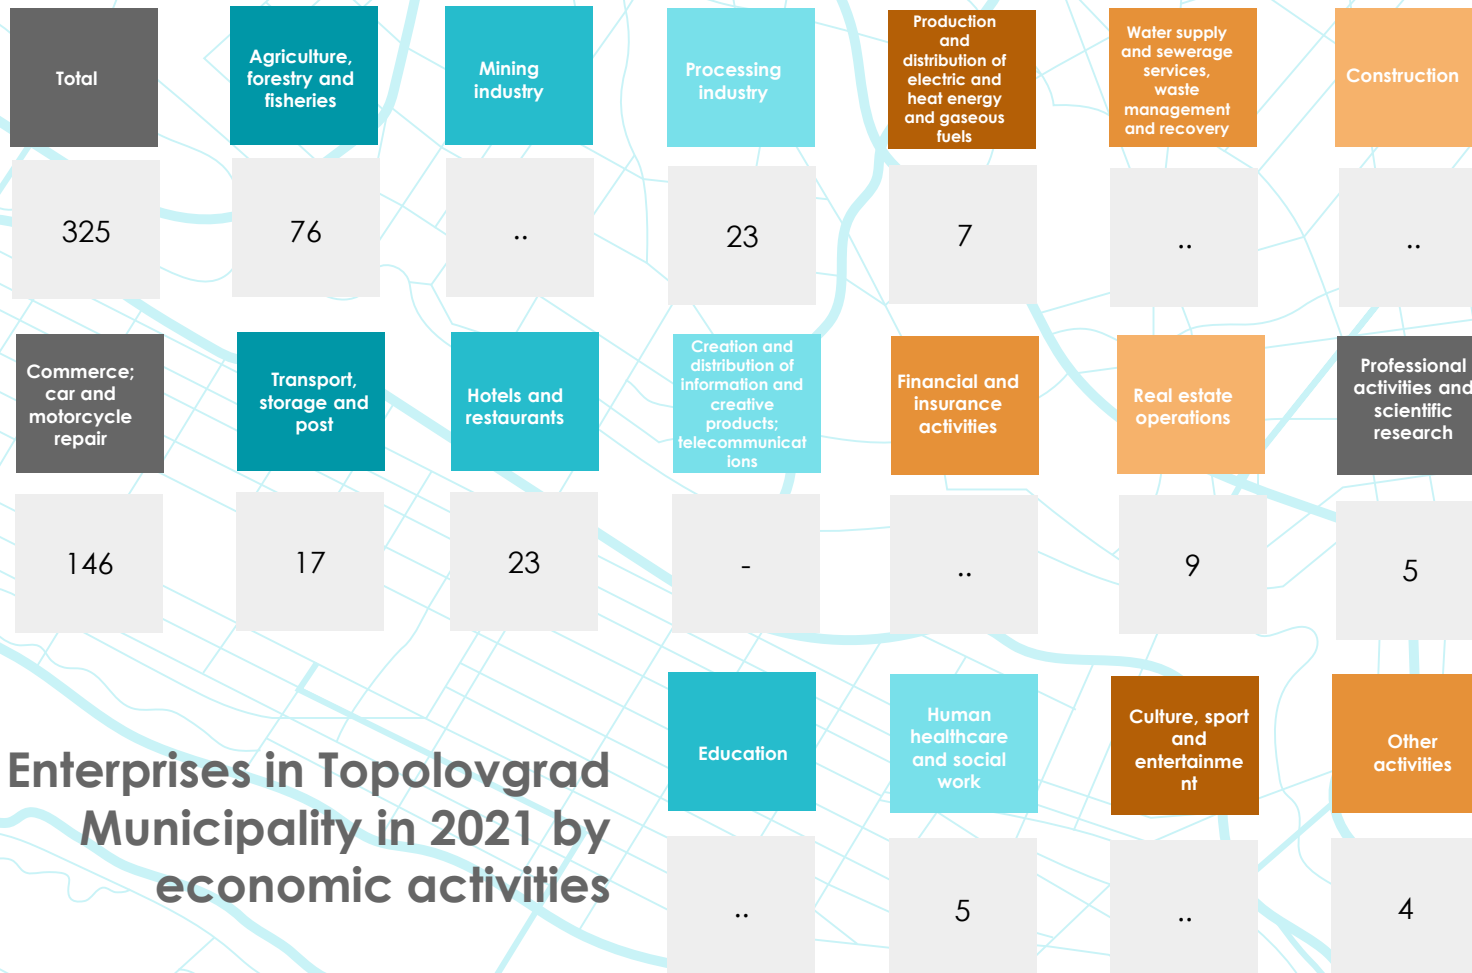 Total
Agriculture,
forestry and
fisheries
Mining
industry
Processing
industry
Production
and
distribution of
electric and
heat energy
and gaseous
fuels
Water supply
and sewerage
services,
waste
management
and recovery
Construction
325
76
..
23
7
..
..
Commerce;
car and
motorcycle
repair
Transport,
storage and
post
Hotels and
restaurants
Creation and
distribution of
information and
creative
products;
telecommunicat
ions
Financial and
insurance
activities
Real estate
operations
Professional
activities and
scientific
research
146
17
23
-
..
9
5
Education
Human
healthcare
and social
work
Culture, sport
and
entertainme
nt
Other
activities
..
5
..
4
Enterprises in Topolovgrad
Municipality in 2021 by
economic activities